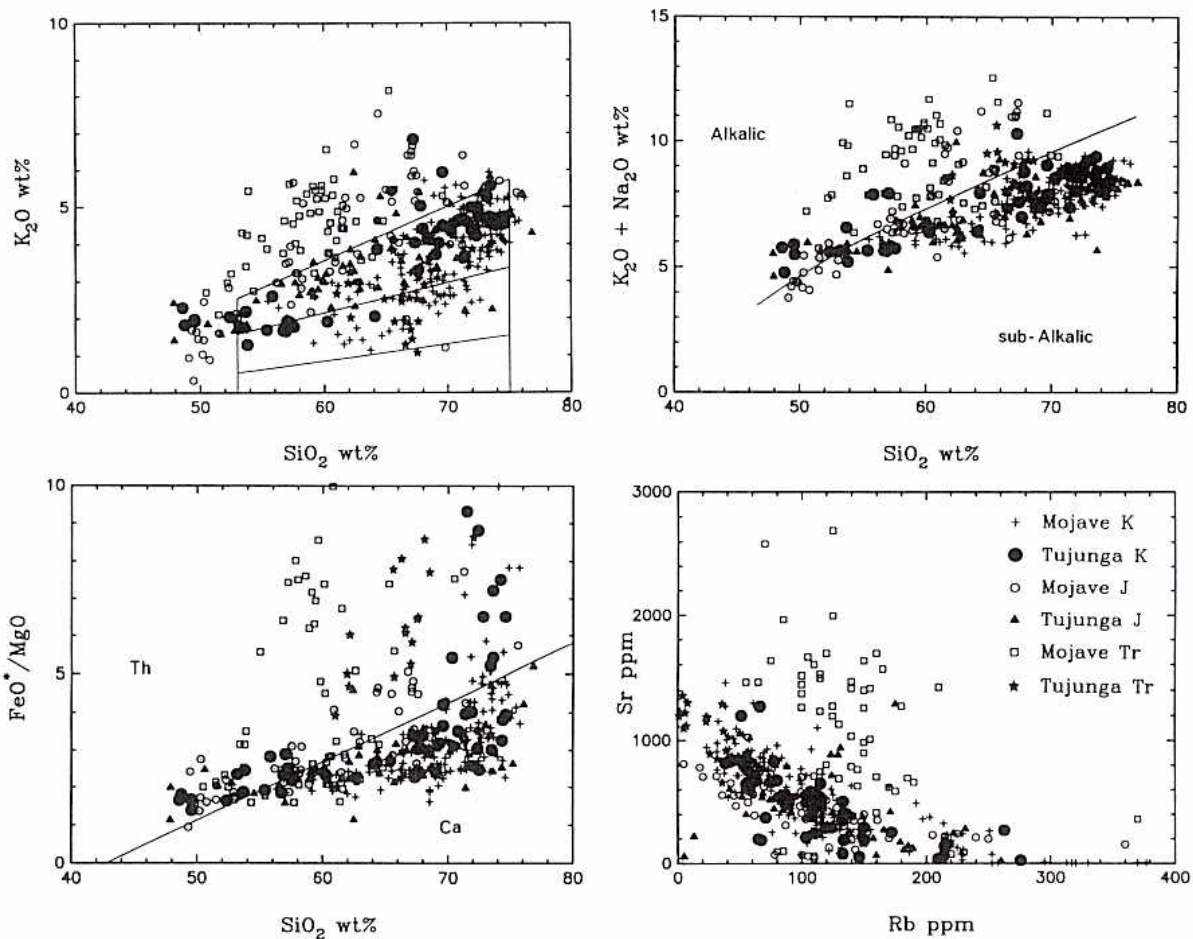 10
5
0
K₂O wt%
40 50 60 70 80
SiO₂ wt%
15
10
5
0
K₂O + Na₂O wt%
Alkalic
sub-Alkalic
40 50 60 70 80
SiO₂ wt%
10
5
0
FeO*/MgO
Th
Ca
40 50 60 70 80
SiO₂ wt%
3000
2000
1000
0
Sr ppm
Mojave K
Tujunga K
Mojave J
Tujunga J
Mojave Tr
Tujunga Tr
0 100 200 300 400
Rb ppm